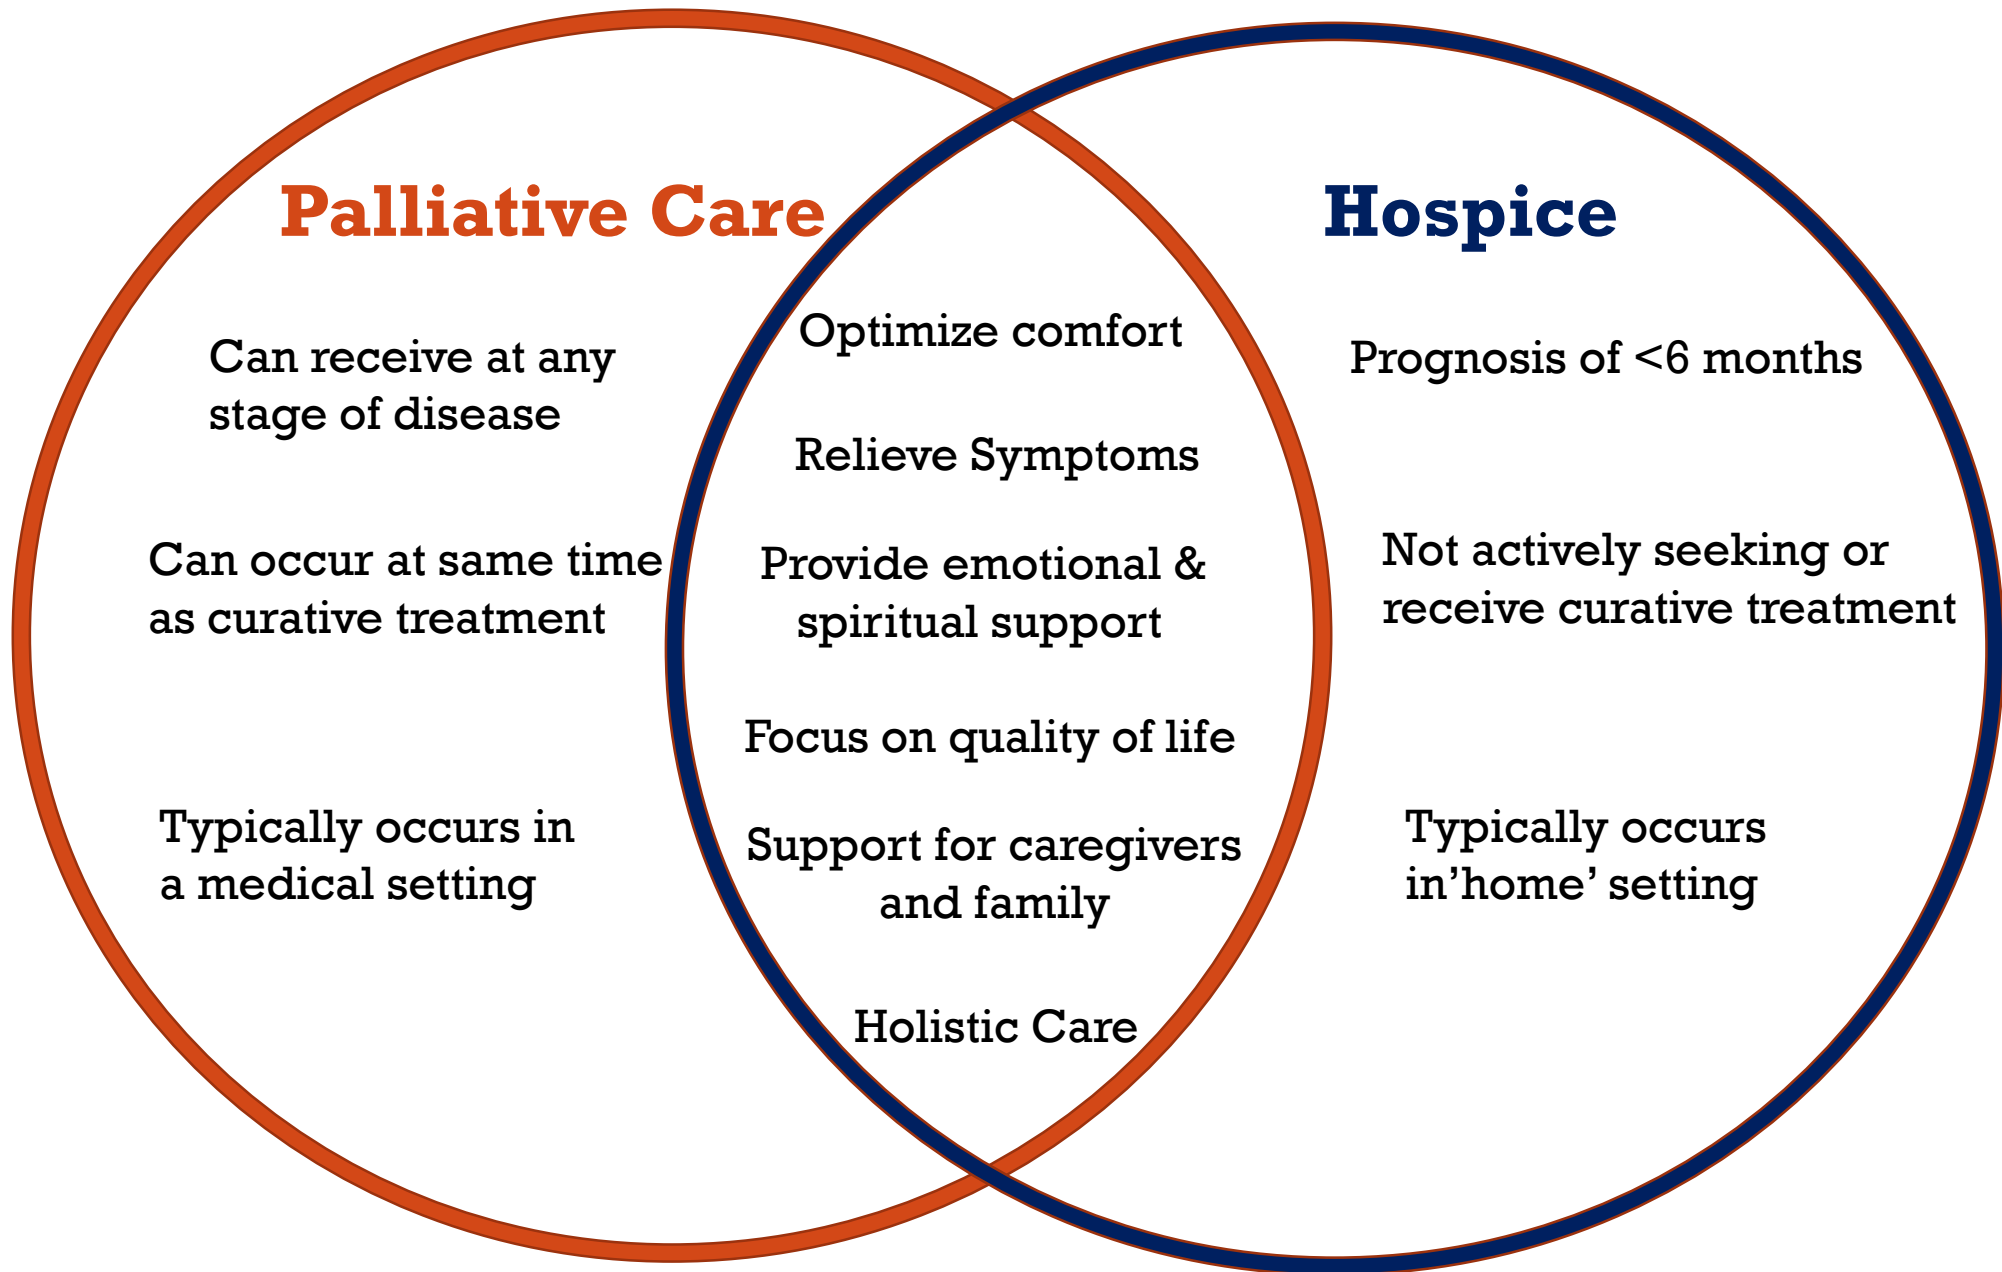 Palliative Care
Can receive at any
stage of disease
Can occur at same time
as curative treatment
Typically occurs in
a medical setting
Optimize comfort
Relieve Symptoms
Provide emotional &
spiritual support
Focus on quality of life
Support for caregivers
and family
Holistic Care
Hospice
Prognosis of <6 months
Not actively seeking or
receive curative treatment
Typically occurs
in’home’ setting